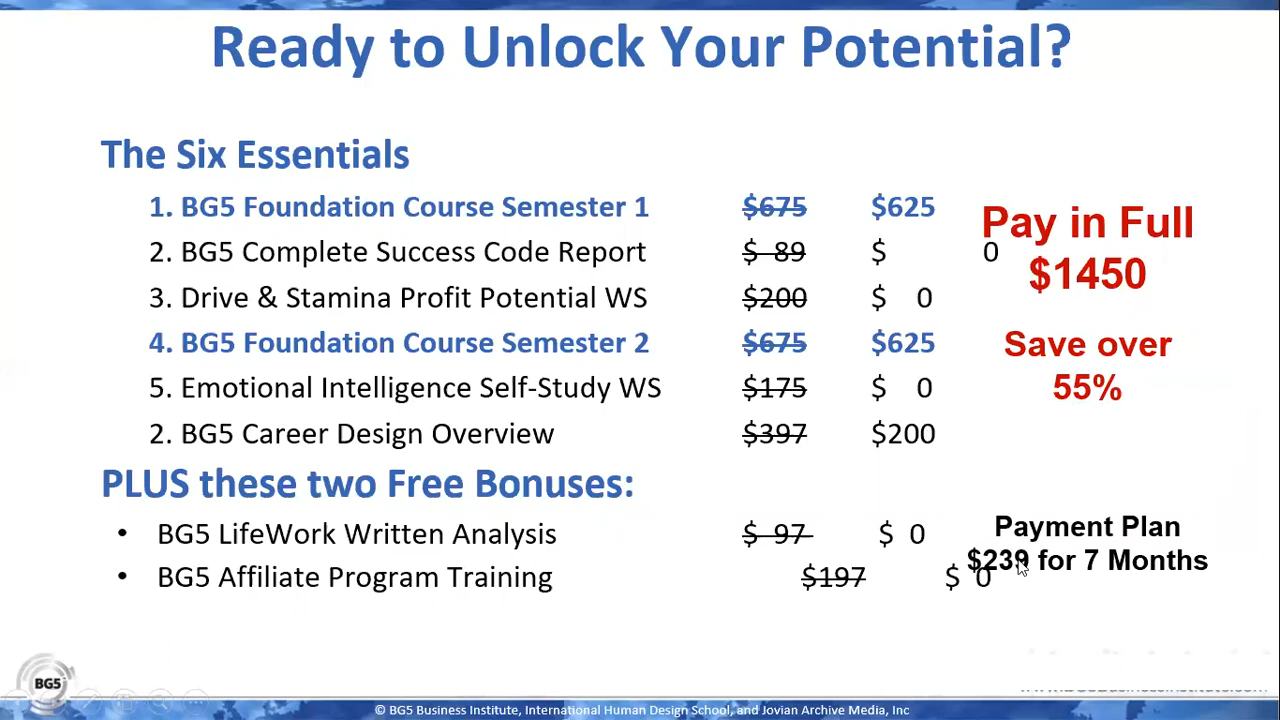 Ready to Unlock Your Potential?
The Six Essentials
1. BG5 Foundation Course Semester 1 $675 $625
2. BG5 Complete Success Code Report $ 89 $ 0
3. Drive & Stamina Profit Potential WS $200 $ 0
4. BG5 Foundation Course Semester 2 $675 $625
5. Emotional Intelligence Self-Study WS $175 $ 0
2. BG5 Career Design Overview $397 $200
Pay in Full
$1450
Save over
55%
PLUS these two Free Bonuses:
• BG5 LifeWork Written Analysis $ 97 $ 0
• BG5 Affiliate Program Training $197 $ 0
Payment Plan
$239 for 7 Months
BG5
© BG5 Business Institute, International Human Design School, and Jovian Archive Media, Inc